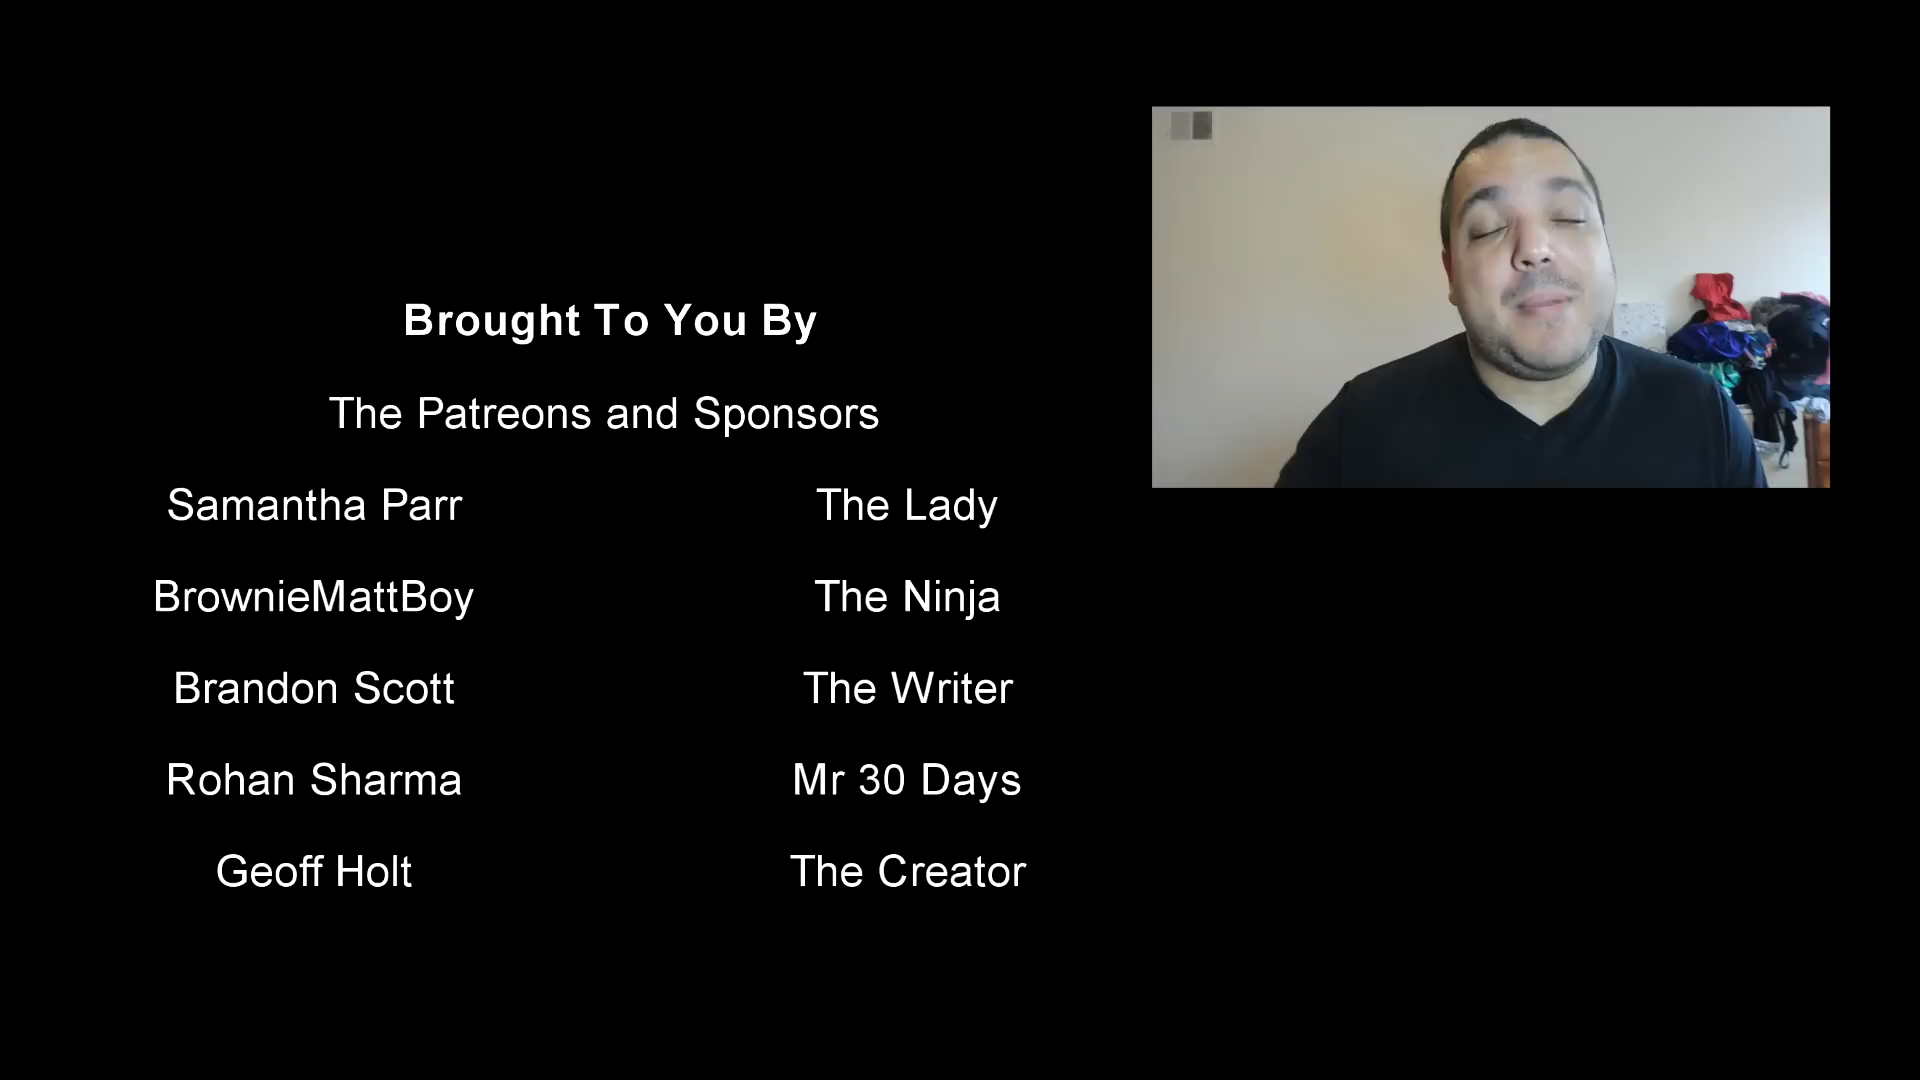 Brought To You By
The Patreons and Sponsors
Samantha Parr The Lady
BrownieMattBoy The Ninja
Brandon Scott The Writer
Rohan Sharma Mr 30 Days
Geoff Holt The Creator